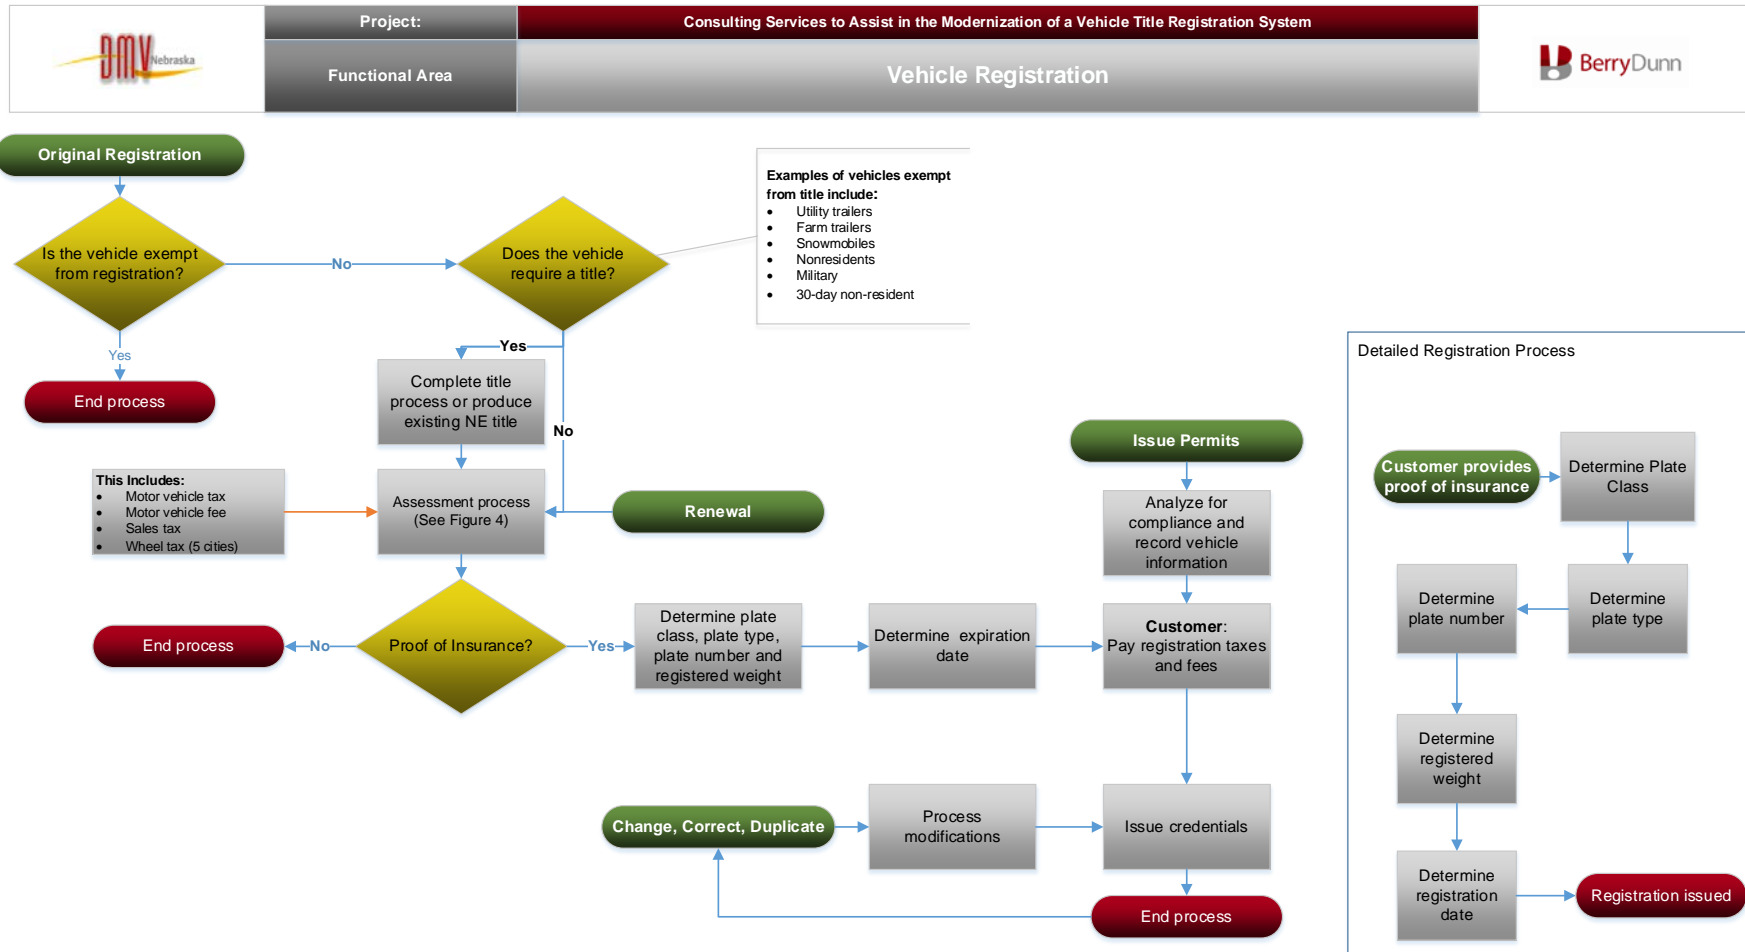 DMV
Nebraska
Project:
Consulting Services to Assist in the Modernization of a Vehicle Title Registration System
Functional Area
Vehicle Registration
BerryDunn
Original Registration
Is the vehicle exempt
from registration?
No
Yes
End process
Does the vehicle
require a title?
Examples of vehicles exempt
from title include:
• Utility trailers
• Farm trailers
• Snowmobiles
• Nonresidents
• Military
• 30-day non-resident
Yes
No
Complete title
process or produce
existing NE title
This Includes:
• Motor vehicle tax
• Motor vehicle fee
• Sales tax
• Wheel tax (5 cities)
Assessment process
(See Figure 4)
Renewal
Proof of Insurance?
No
End process
Yes
Determine plate
class, plate type,
plate number and
registered weight
Determine expiration
date
Issue Permits
Analyze for
compliance and
record vehicle
information
Customer:
Pay registration taxes
and fees
Change, Correct, Duplicate
Process
modifications
Issue credentials
End process
Detailed Registration Process
Customer provides
proof of insurance
Determine Plate
Class
Determine
plate type
Determine
plate number
Determine
registered
weight
Determine
registration
date
Registration issued